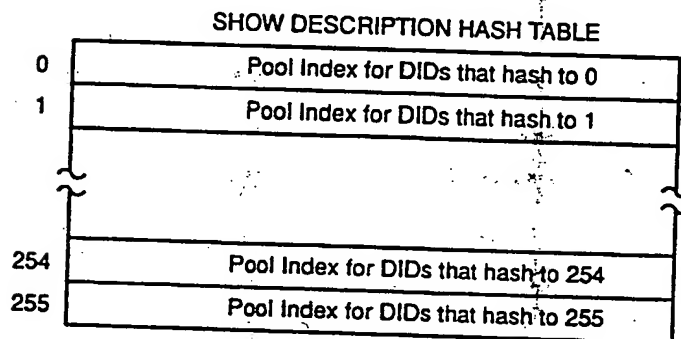 SHOW DESCRIPTION HASH TABLE
0 Pool Index for DIDs that hash to 0
1 Pool Index for DIDs that hash to 1
254 Pool Index for DIDs that hash to 254
255 Pool Index for DIDs that hash to 255